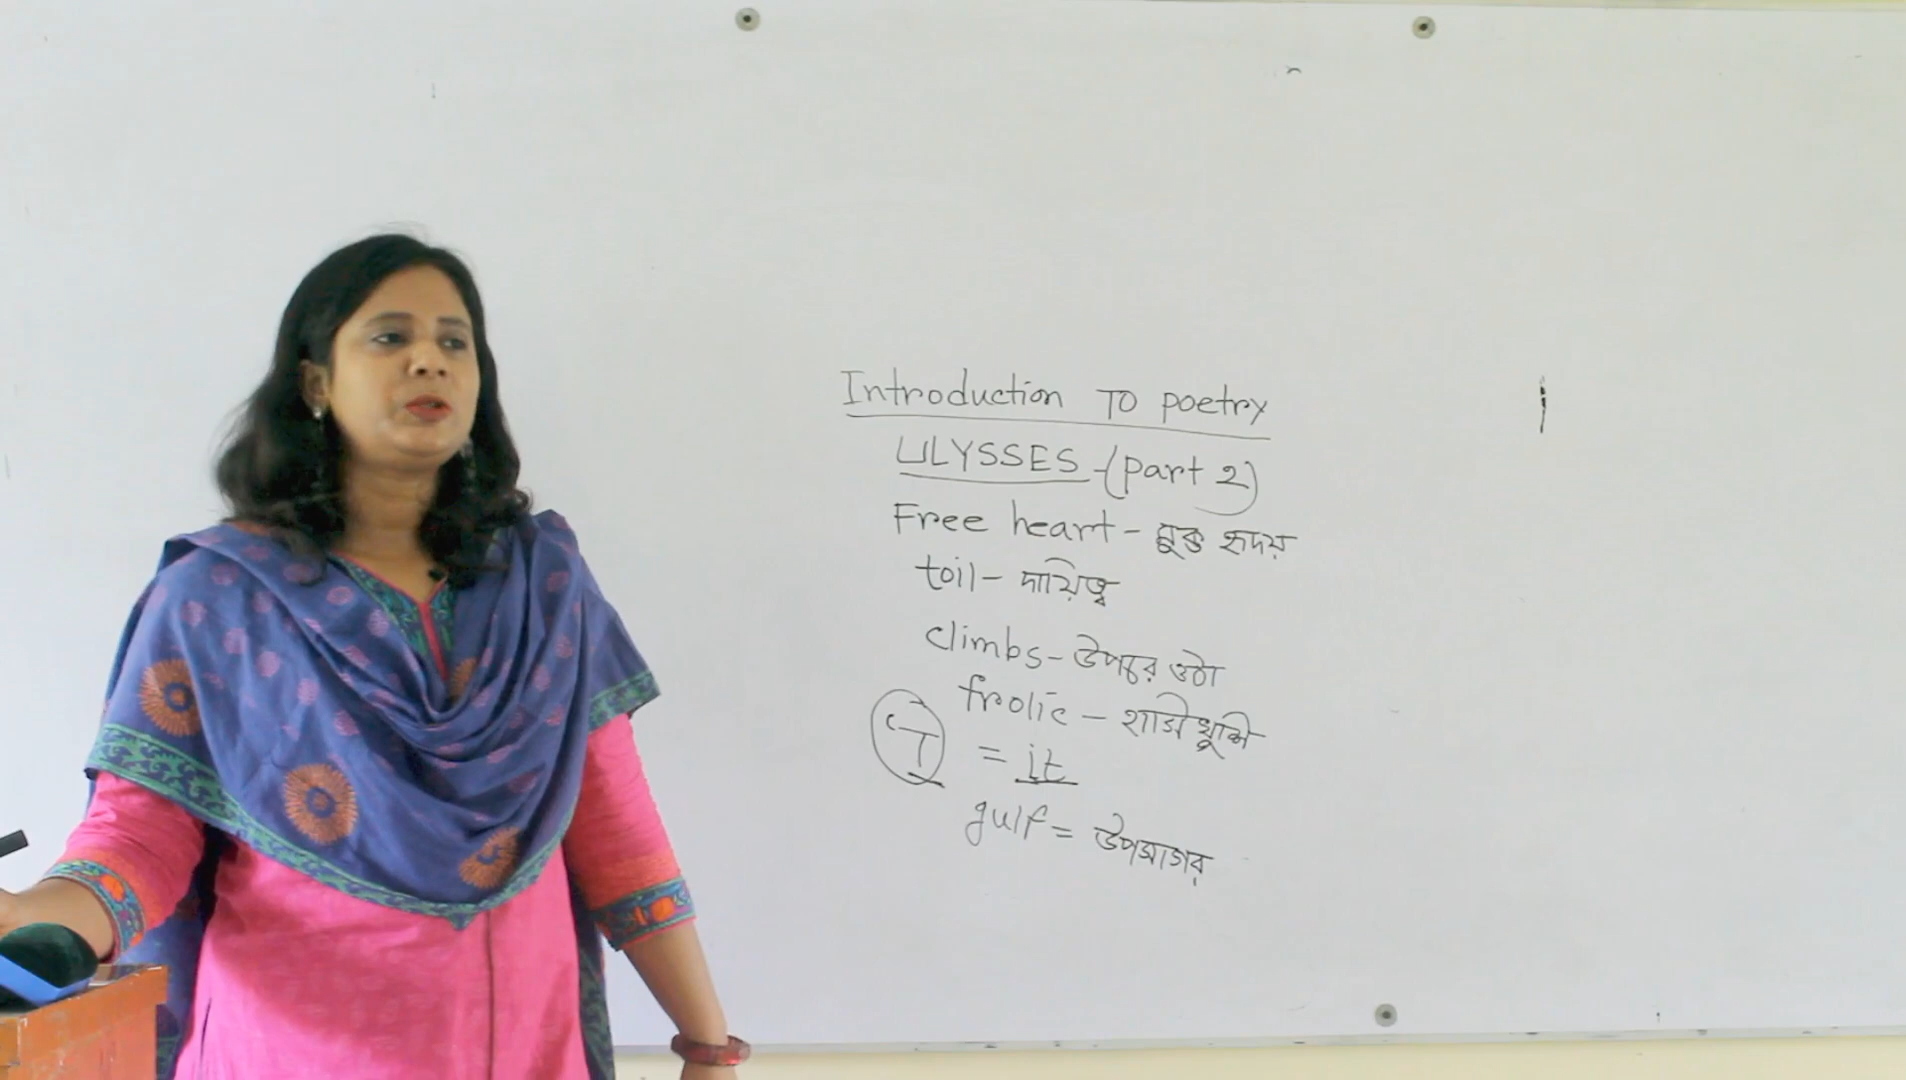 Introduction To poetry
ULYSSES - (part 2)
Free heart - মুক্ত হৃদয়
toil - দায়িত্ব
climbs - উপরে ওঠা
frolic - হাসিখুশি
'T = it
gulf = উপসাগর